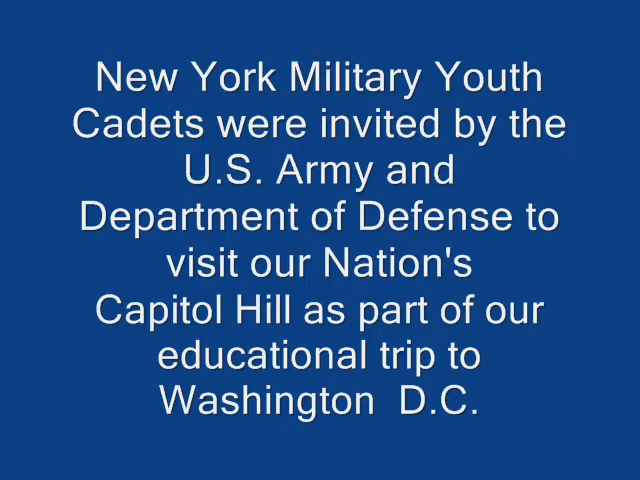 New York Military Youth
Cadets were invited by the
U.S. Army and
Department of Defense to
visit our Nation's
Capitol Hill as part of our
educational trip to
Washington  D.C.